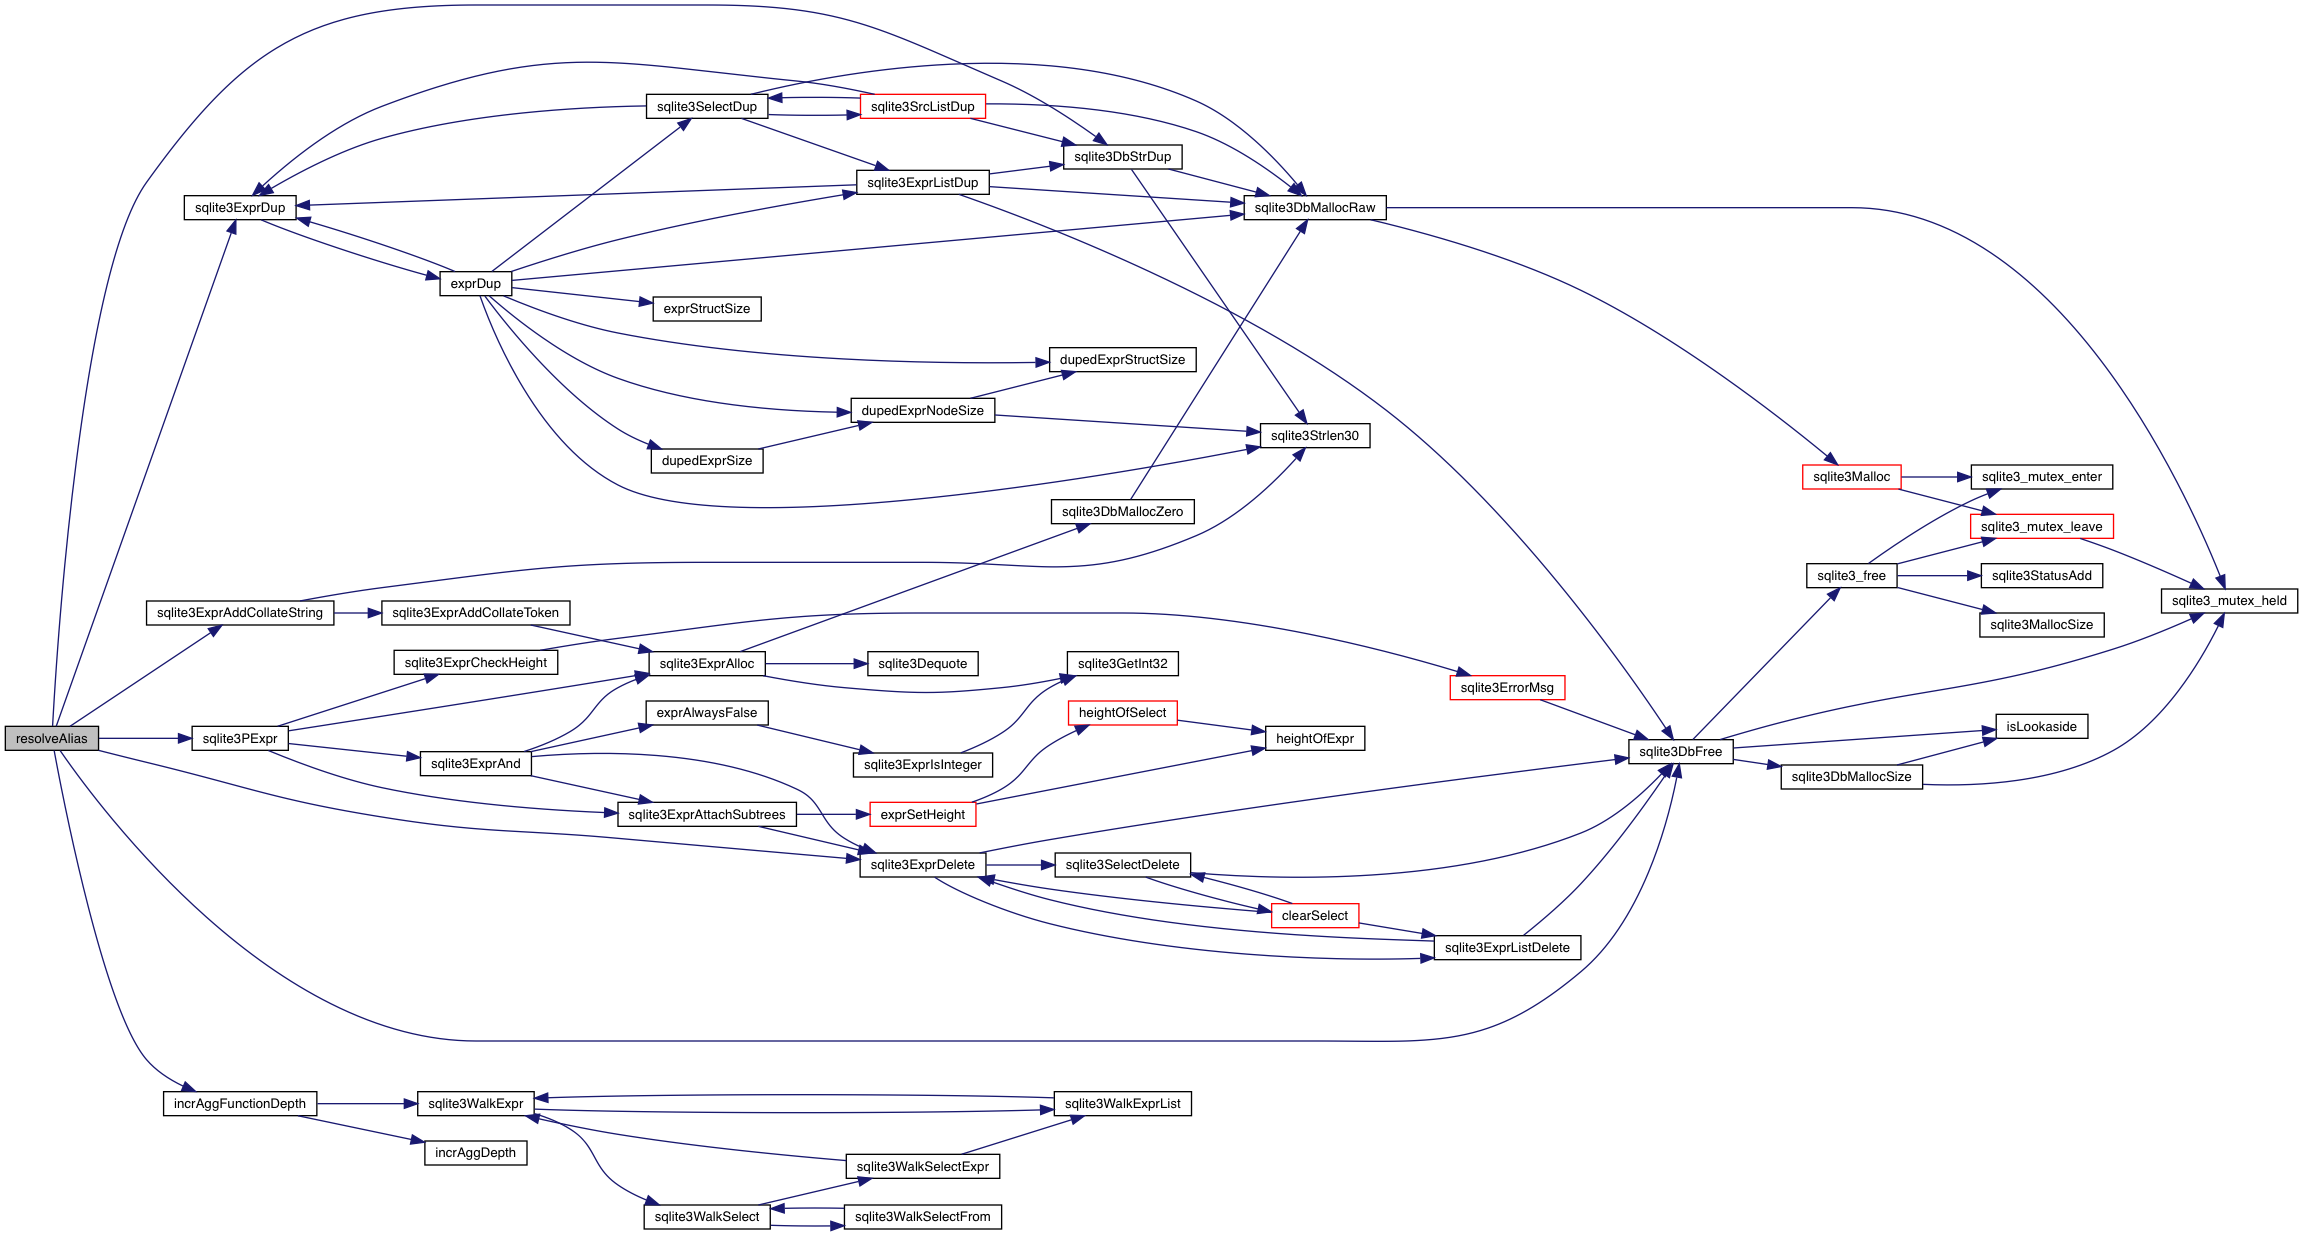 sqlite3SelectDup
sqlite3SrcListDup
sqlite3DbStrDup
sqlite3ExprListDup
sqlite3ExprDup
sqlite3DbMallocRaw
exprDup
exprStructSize
dupedExprStructSize
dupedExprNodeSize
sqlite3Strlen30
dupedExprSize
sqlite3Malloc
sqlite3_mutex_enter
sqlite3DbMallocZero
sqlite3_mutex_leave
sqlite3_free
sqlite3StatusAdd
sqlite3_mutex_held
sqlite3ExprAddCollateString
sqlite3ExprAddCollateToken
sqlite3MallocSize
sqlite3ExprCheckHeight
sqlite3ExprAlloc
sqlite3Dequote
sqlite3GetInt32
sqlite3ErrorMsg
exprAlwaysFalse
heightOfSelect
isLookaside
resolveAlias
sqlite3PExpr
heightOfExpr
sqlite3DbFree
sqlite3ExprAnd
sqlite3ExprIsInteger
sqlite3DbMallocSize
sqlite3ExprAttachSubtrees
exprSetHeight
sqlite3ExprDelete
sqlite3SelectDelete
clearSelect
sqlite3ExprListDelete
incrAggFunctionDepth
sqlite3WalkExpr
sqlite3WalkExprList
incrAggDepth
sqlite3WalkSelectExpr
sqlite3WalkSelect
sqlite3WalkSelectFrom